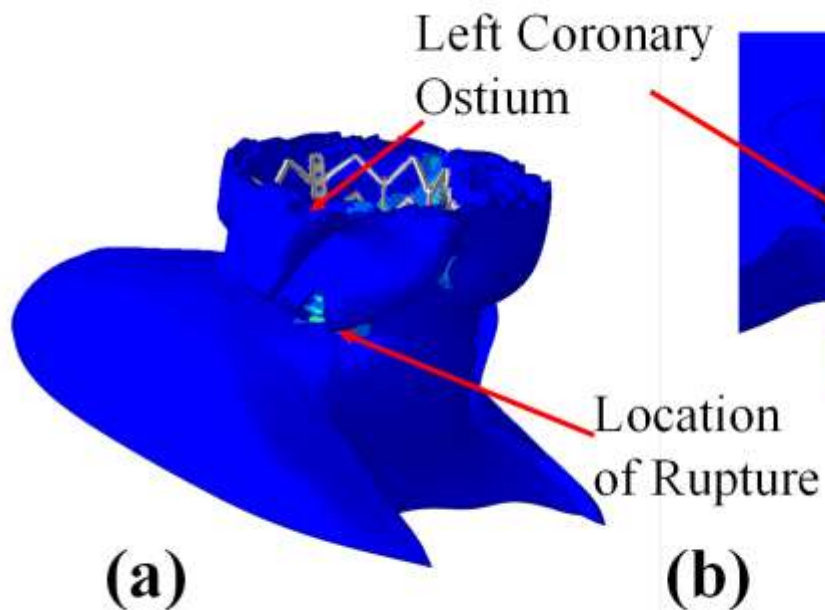 Left Coronary
Ostium
Location
of Rupture
(a)
(b)